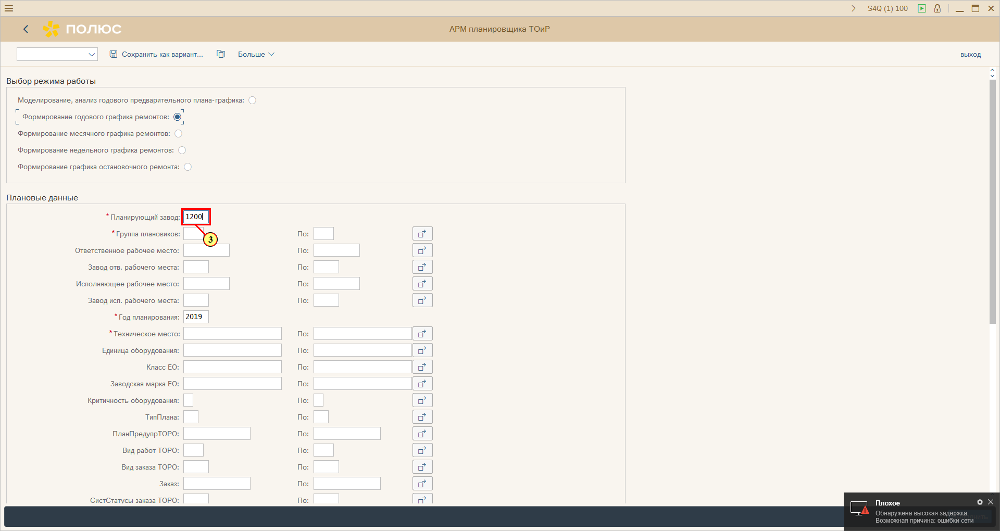 S4Q (1) 100
ПОЛЮС
АРМ планировщика ТОиР
Сохранить как вариант...
Больше
выход
Выбор режима работы
Моделирование, анализ годового предварительного плана-графика:
Формирование годового графика ремонтов:
Формирование месячного графика ремонтов:
Формирование недельного графика ремонтов:
Формирование графика остановочного ремонта:
Плановые данные
* Планирующий завод: 1200
* Группа плановиков: По:
3
Ответственное рабочее место: По:
Завод отв. рабочего места: По:
Исполняющее рабочее место: По:
Завод исп. рабочего места: По:
* Год планирования: 2019
* Техническое место: По:
Единица оборудования: По:
Класс ЕО: По:
Заводская марка ЕО: По:
Критичность оборудования: По:
ТипПлана: По:
ПланПредупрТОРО: По:
Вид работ ТОРО: По:
Вид заказа ТОРО: По:
Заказ: По:
СистСтатусы заказа ТОРО: По:
Плохое
Обнаружена высокая задержка.
Возможная причина: ошибки сети